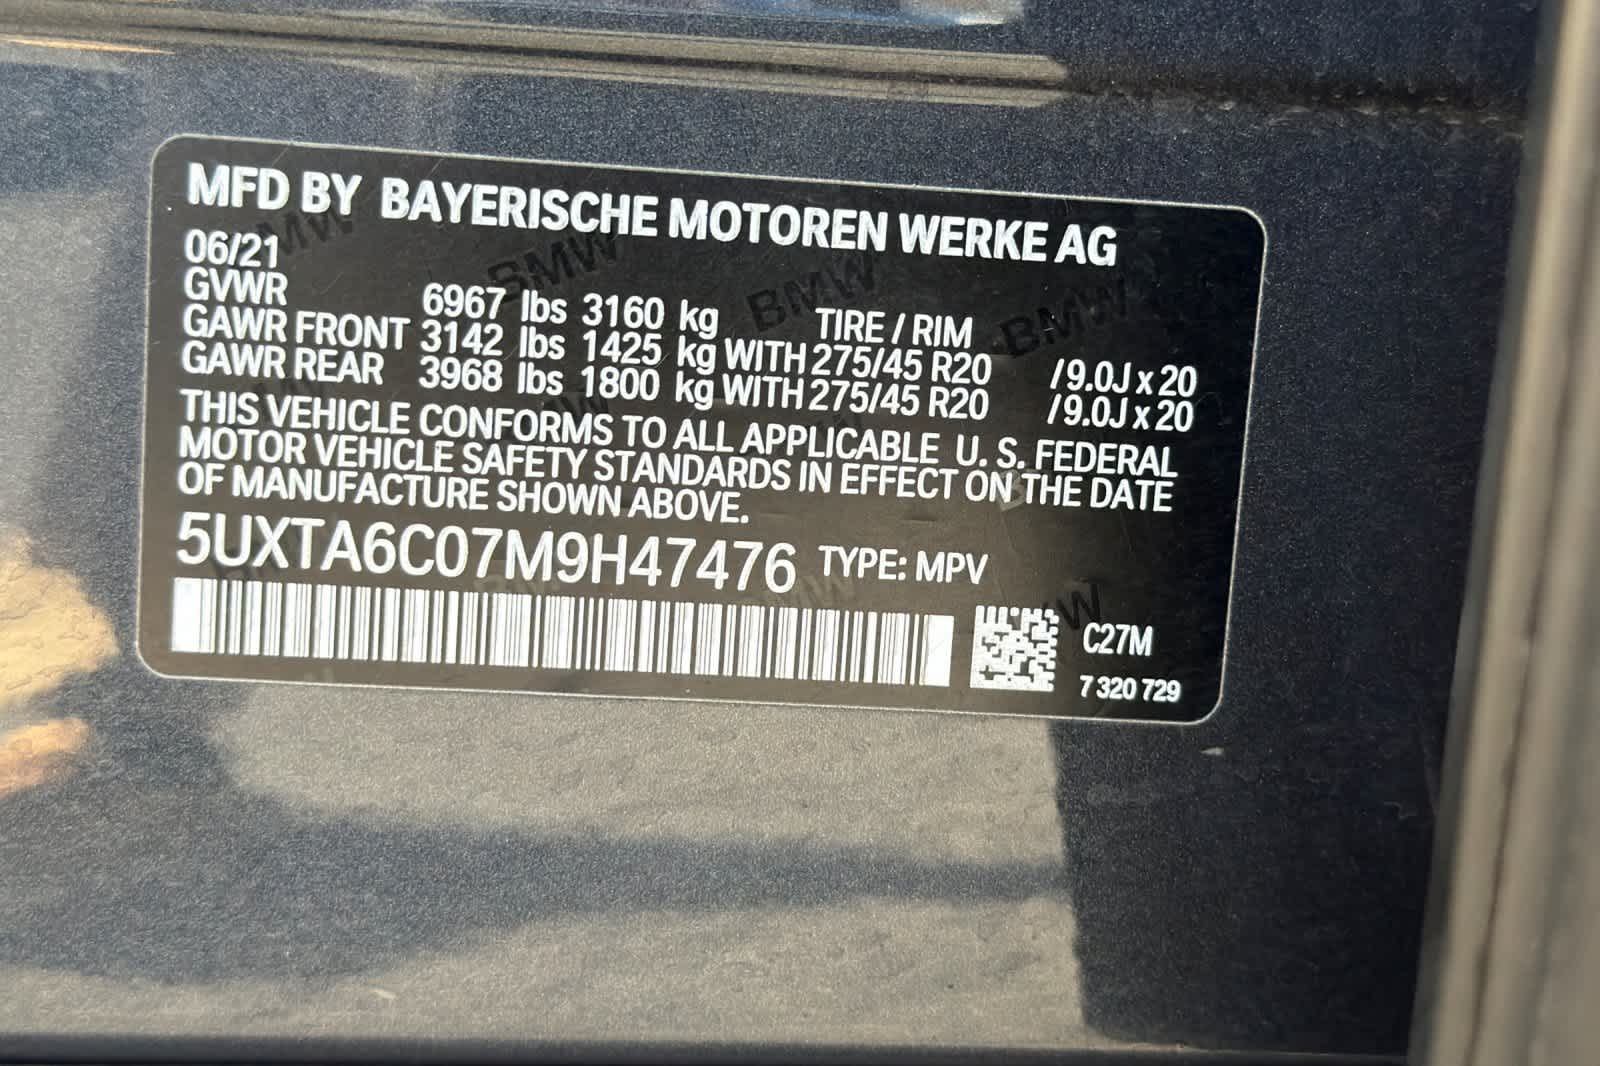 MFD BY BAYERISCHE MOTOREN WERKE AG
06/21
GVWR 6967 lbs 3160 kg TIRE / RIM
GAWR FRONT 3142 lbs 1425 kg WITH 275/45 R20 /9.0J x 20
GAWR REAR 3968 lbs 1800 kg WITH 275/45 R20 /9.0J x 20
THIS VEHICLE CONFORMS TO ALL APPLICABLE U. S. FEDERAL
MOTOR VEHICLE SAFETY STANDARDS IN EFFECT ON THE DATE
OF MANUFACTURE SHOWN ABOVE.
5UXTA6C07M9H47476 TYPE: MPV
C27M
7 320 729